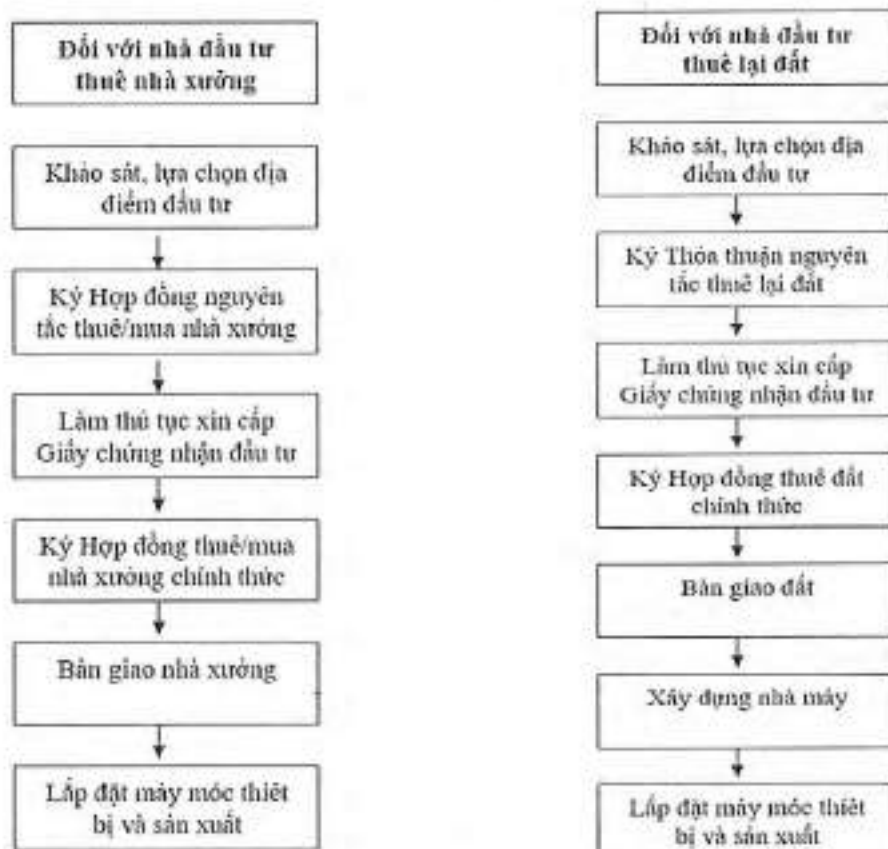 Đối với nhà đầu tư
thuê nhà xưởng
Khảo sát, lựa chọn địa
điểm đầu tư
Ký Hợp đồng nguyên
tắc thuê/mua nhà xưởng
Làm thủ tục xin cấp
Giấy chứng nhận đầu tư
Ký Hợp đồng thuê/mua
nhà xưởng chính thức
Bàn giao nhà xưởng
Lắp đặt máy móc thiết
bị và sản xuất
Đối với nhà đầu tư
thuê lại đất
Khảo sát, lựa chọn địa
điểm đầu tư
Ký Thỏa thuận nguyên
tắc thuê lại đất
Làm thủ tục xin cấp
Giấy chứng nhận đầu tư
Ký Hợp đồng thuê đất
chính thức
Bàn giao đất
Xây dựng nhà máy
Lắp đặt máy móc thiết
bị và sản xuất